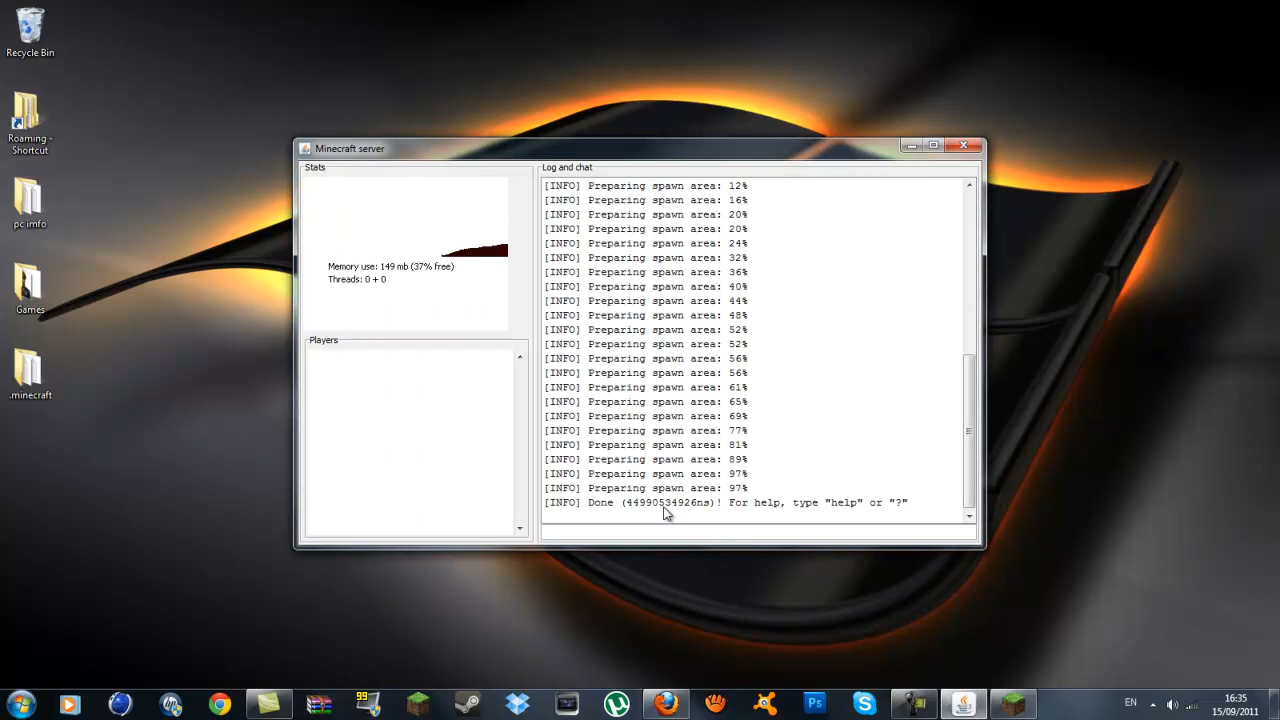 Recycle Bin
Roaming -
Shortcut
pc imfo
Games
.minecraft
Minecraft server
Stats
Memory use: 149 mb (37% free)
Threads: 0 + 0
Players
Log and chat
[INFO] Preparing spawn area: 12%
[INFO] Preparing spawn area: 16%
[INFO] Preparing spawn area: 20%
[INFO] Preparing spawn area: 20%
[INFO] Preparing spawn area: 24%
[INFO] Preparing spawn area: 32%
[INFO] Preparing spawn area: 36%
[INFO] Preparing spawn area: 40%
[INFO] Preparing spawn area: 44%
[INFO] Preparing spawn area: 48%
[INFO] Preparing spawn area: 52%
[INFO] Preparing spawn area: 52%
[INFO] Preparing spawn area: 56%
[INFO] Preparing spawn area: 56%
[INFO] Preparing spawn area: 61%
[INFO] Preparing spawn area: 65%
[INFO] Preparing spawn area: 69%
[INFO] Preparing spawn area: 77%
[INFO] Preparing spawn area: 81%
[INFO] Preparing spawn area: 89%
[INFO] Preparing spawn area: 97%
[INFO] Preparing spawn area: 97%
[INFO] Done (44990534926ns)! For help, type "help" or "?"
99
Ps
EN
16:35
15/09/2011